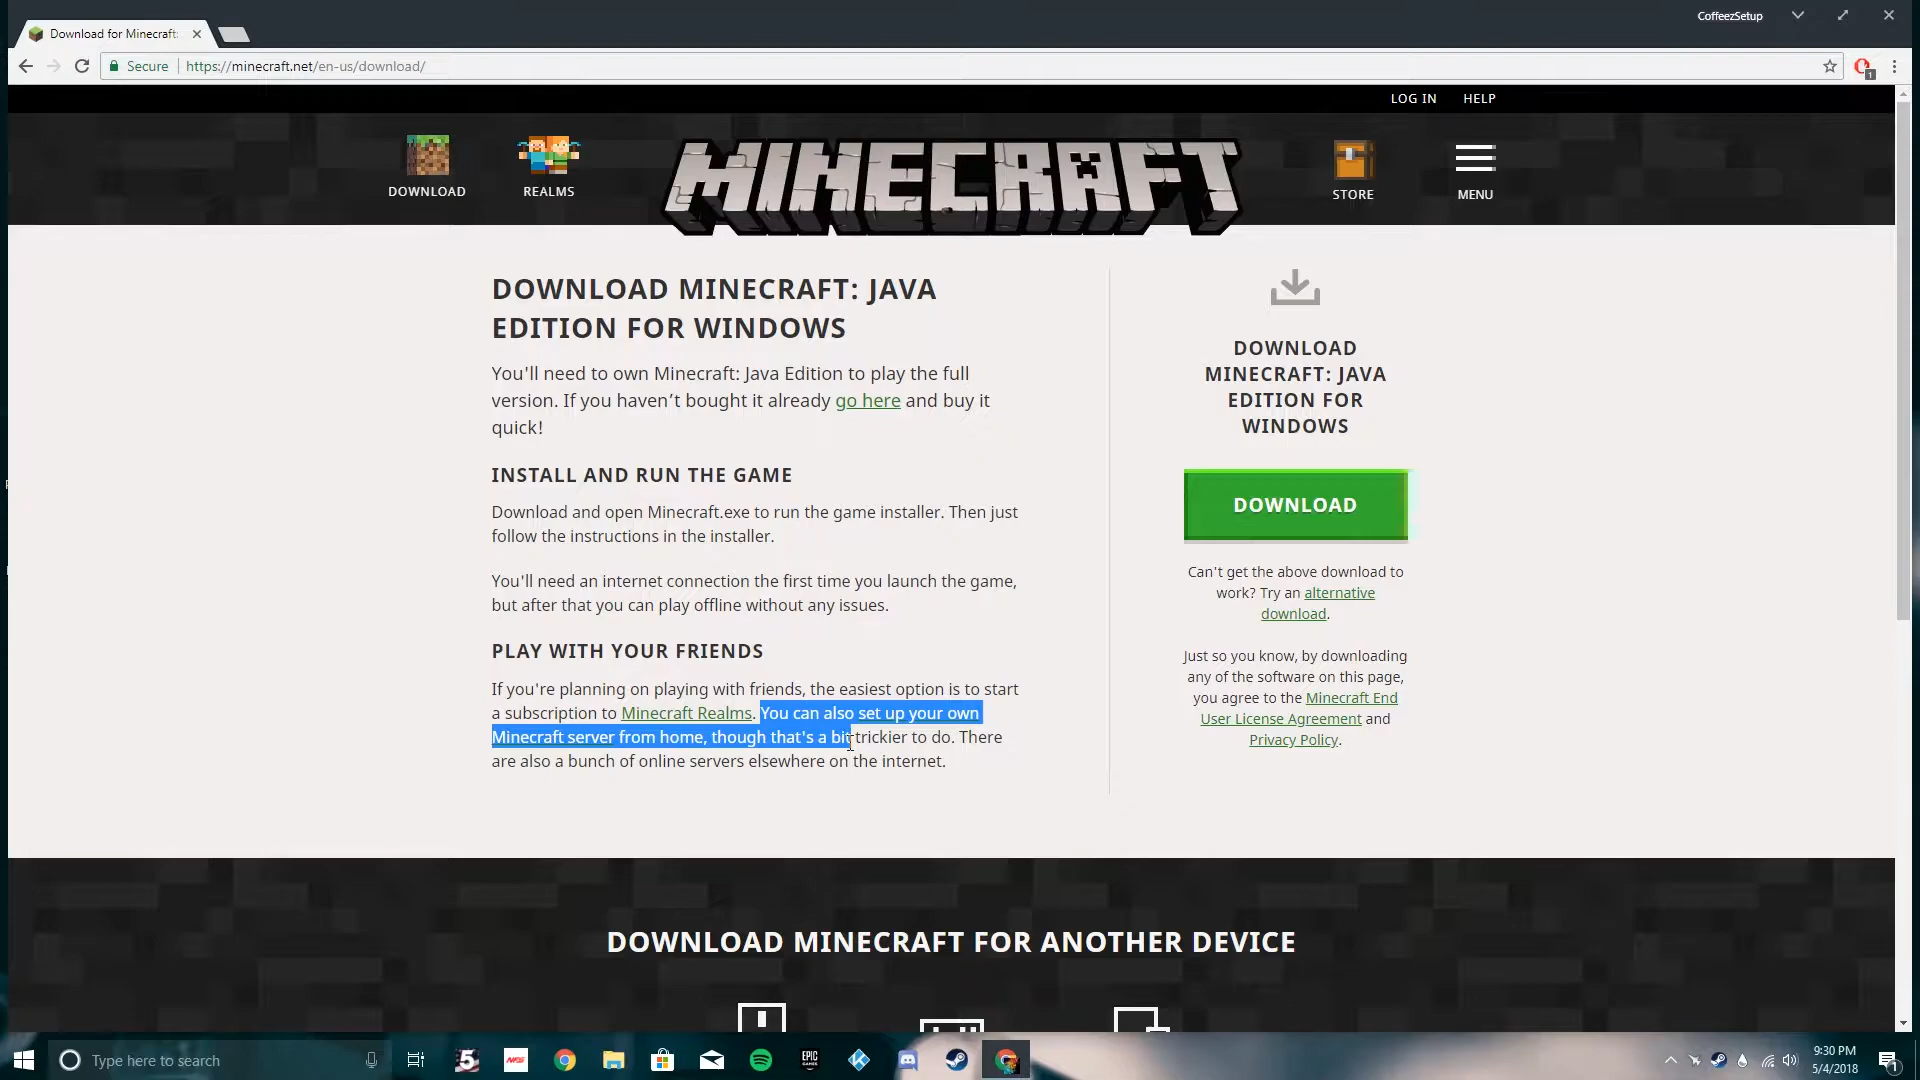 CoffeezSetup
Download for Minecraft:
Secure
https://minecraft.net/en-us/download/
1
LOG IN HELP
DOWNLOAD
REALMS
MINECRAFT
STORE
MENU
DOWNLOAD MINECRAFT: JAVA
EDITION FOR WINDOWS
You'll need to own Minecraft: Java Edition to play the full
version. If you haven’t bought it already go here and buy it
quick!
INSTALL AND RUN THE GAME
Download and open Minecraft.exe to run the game installer. Then just
follow the instructions in the installer.
You'll need an internet connection the first time you launch the game,
but after that you can play offline without any issues.
PLAY WITH YOUR FRIENDS
If you're planning on playing with friends, the easiest option is to start
a subscription to Minecraft Realms. You can also set up your own
Minecraft server from home, though that's a bit trickier to do. There
are also a bunch of online servers elsewhere on the internet.
DOWNLOAD
MINECRAFT: JAVA
EDITION FOR
WINDOWS
DOWNLOAD
Can't get the above download to
work? Try an alternative
download.
Just so you know, by downloading
any of the software on this page,
you agree to the Minecraft End
User License Agreement and
Privacy Policy.
DOWNLOAD MINECRAFT FOR ANOTHER DEVICE
Type here to search
5
NFS
EPIC
GAMES
9:30 PM
5/4/2018
1